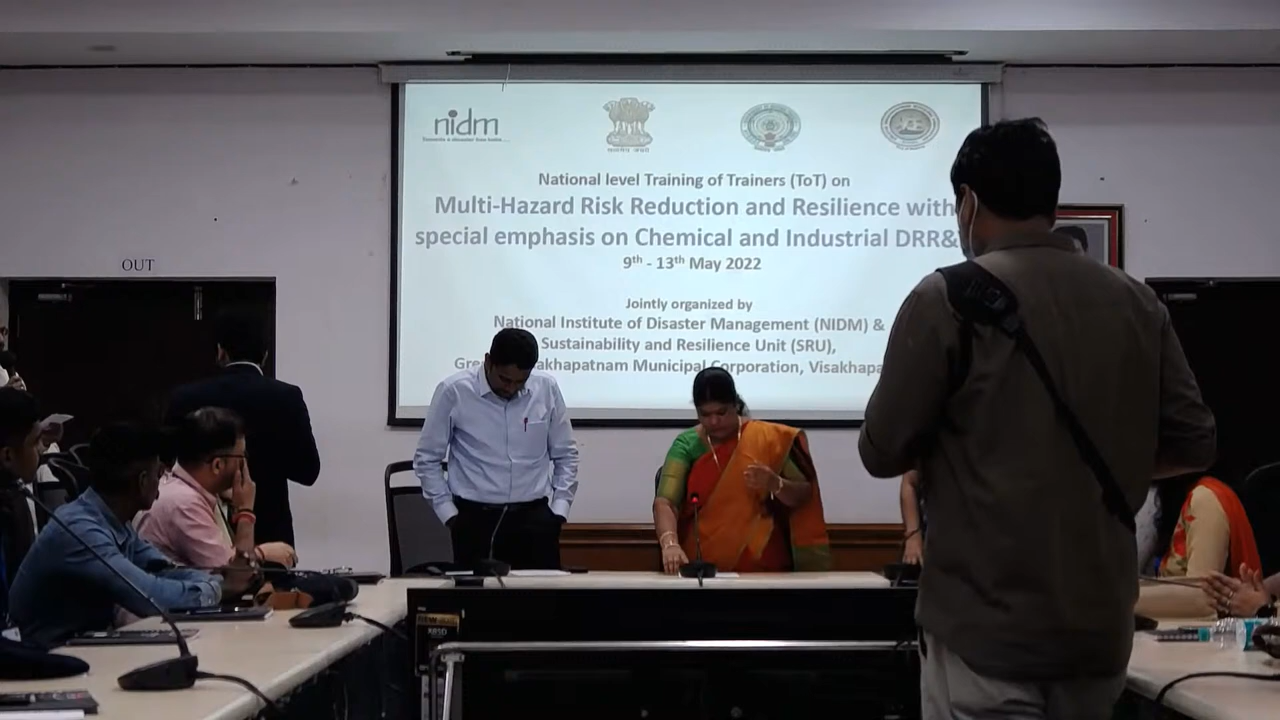 nidm
National level Training of Trainers (ToT) on
Multi-Hazard Risk Reduction and Resilience with
special emphasis on Chemical and Industrial DRR&
9th - 13th May 2022
Jointly organized by
National Institute of Disaster Management (NIDM) &
Sustainability and Resilience Unit (SRU),
Municipal Corporation,
OUT